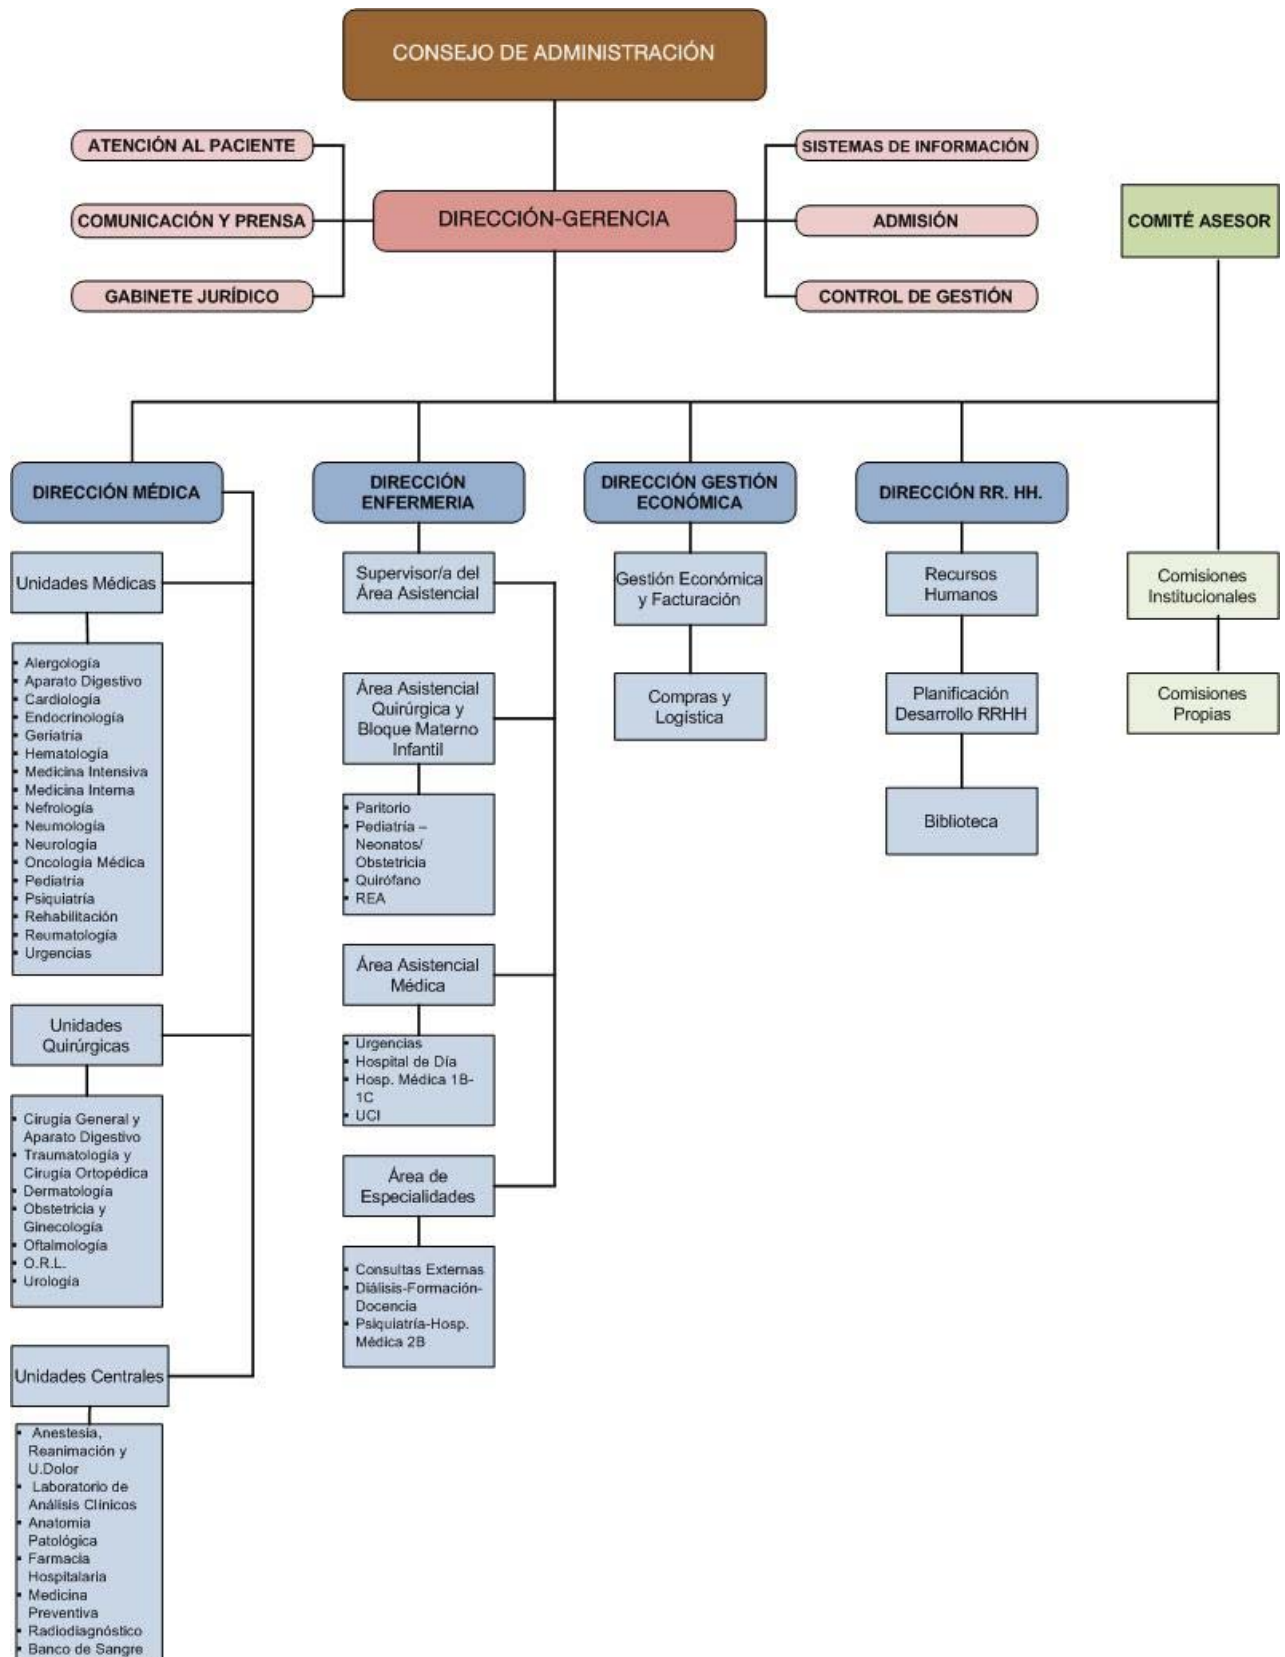 CONSEJO DE ADMINISTRACIÓN
ATENCIÓN AL PACIENTE
SISTEMAS DE INFORMACIÓN
COMUNICACIÓN Y PRENSA
DIRECCIÓN-GERENCIA
ADMISIÓN
COMITÉ ASESOR
GABINETE JURÍDICO
CONTROL DE GESTIÓN
DIRECCIÓN MÉDICA
Unidades Médicas
▪ Alergología
▪ Aparato Digestivo
▪ Cardiología
▪ Endocrinología
▪ Geriatría
▪ Hematología
▪ Medicina Intensiva
▪ Medicina Interna
▪ Nefrología
▪ Neumología
▪ Neurología
▪ Oncología Médica
▪ Pediatría
▪ Psiquiatría
▪ Rehabilitación
▪ Reumatología
▪ Urgencias
Unidades
Quirúrgicas
▪ Cirugía General y
Aparato Digestivo
▪ Traumatología y
Cirugía Ortopédica
▪ Dermatología
▪ Obstetricia y
Ginecología
▪ Oftalmología
▪ O.R.L.
▪ Urología
Unidades Centrales
▪ Anestesia,
Reanimación y
U.Dolor
▪ Laboratorio de
Análisis Clínicos
▪ Anatomia
Patológica
▪ Farmacia
Hospitalaria
▪ Medicina
Preventiva
▪ Radiodiagnóstico
▪ Banco de Sangre
DIRECCIÓN
ENFERMERIA
Supervisor/a del
Área Asistencial
Área Asistencial
Quirúrgica y
Bloque Materno
Infantil
▪ Paritorio
▪ Pediatría –
Neonatos/
Obstetricia
▪ Quirófano
▪ REA
Área Asistencial
Médica
▪ Urgencias
▪ Hospital de Día
▪ Hosp. Médica 1B-
1C
▪ UCI
Área de
Especialidades
▪ Consultas Externas
▪ Diálisis-Formación-
Docencia
▪ Psiquiatría-Hosp.
Médica 2B
DIRECCIÓN GESTIÓN
ECONÓMICA
Gestión Económica
y Facturación
Compras y
Logística
DIRECCIÓN RR. HH.
Recursos
Humanos
Planificación
Desarrollo RRHH
Biblioteca
Comisiones
Institucionales
Comisiones
Propias